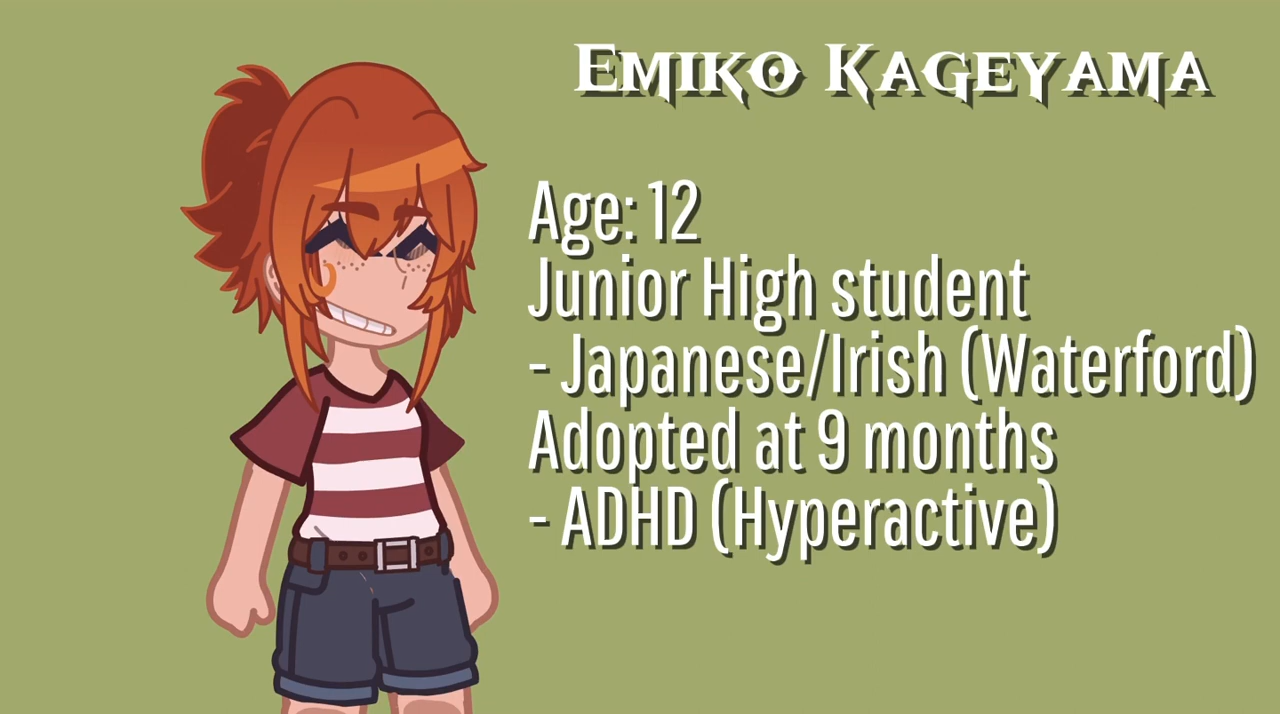 Emiko Kageyama
Age: 12
Junior High student
- Japanese/Irish (Waterford)
Adopted at 9 months
- ADHD (Hyperactive)